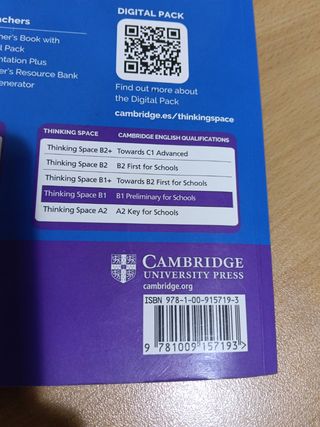 achers
her's Book with
l Pack
entation Plus
er's Resource Bank
enerator
DIGITAL PACK
Find out more about
the Digital Pack
cambridge.es/thinkingspace
THINKING SPACE CAMBRIDGE ENGLISH QUALIFICATIONS
Thinking Space B2+ Towards C1 Advanced
Thinking Space B2 B2 First for Schools
Thinking Space B1+ Towards B2 First for Schools
Thinking Space B1 B1 Preliminary for Schools
Thinking Space A2 A2 Key for Schools
CAMBRIDGE
UNIVERSITY PRESS
cambridge.org
ISBN 978-1-00-915719-3
9 781009 157193